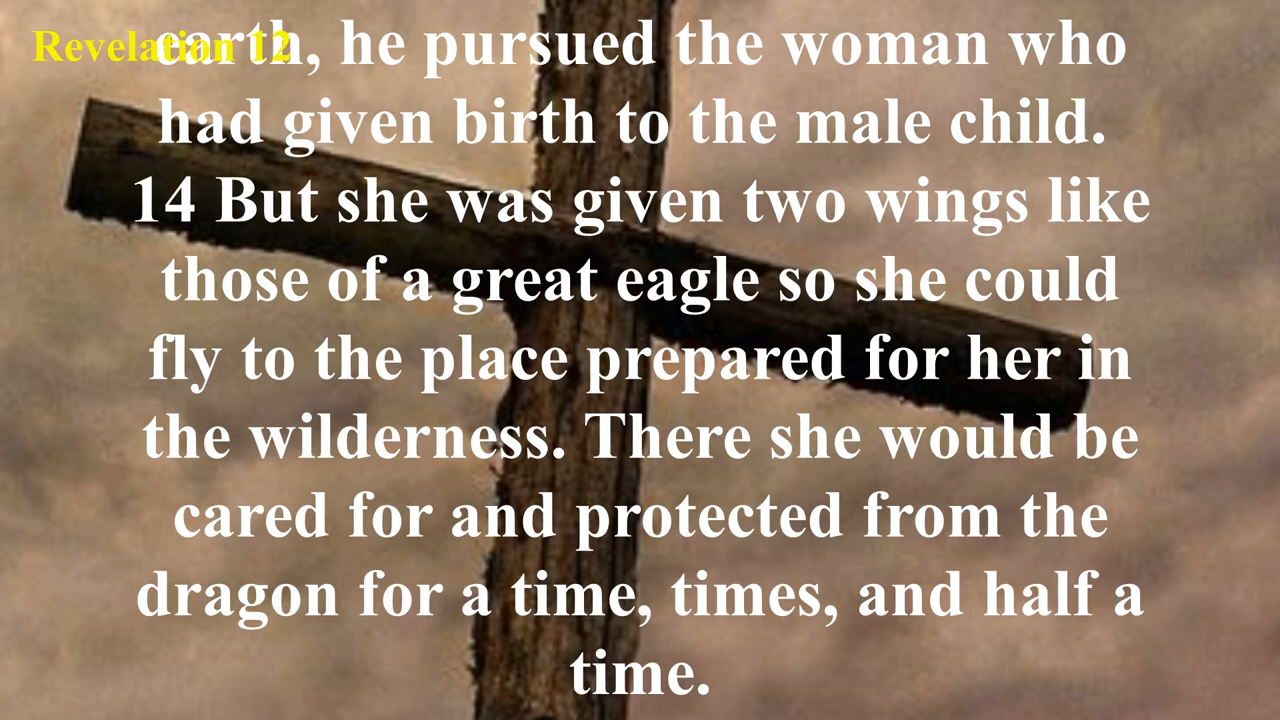 Revelation 12
earth, he pursued the woman who
had given birth to the male child.
14 But she was given two wings like
those of a great eagle so she could
fly to the place prepared for her in
the wilderness. There she would be
cared for and protected from the
dragon for a time, times, and half a
time.